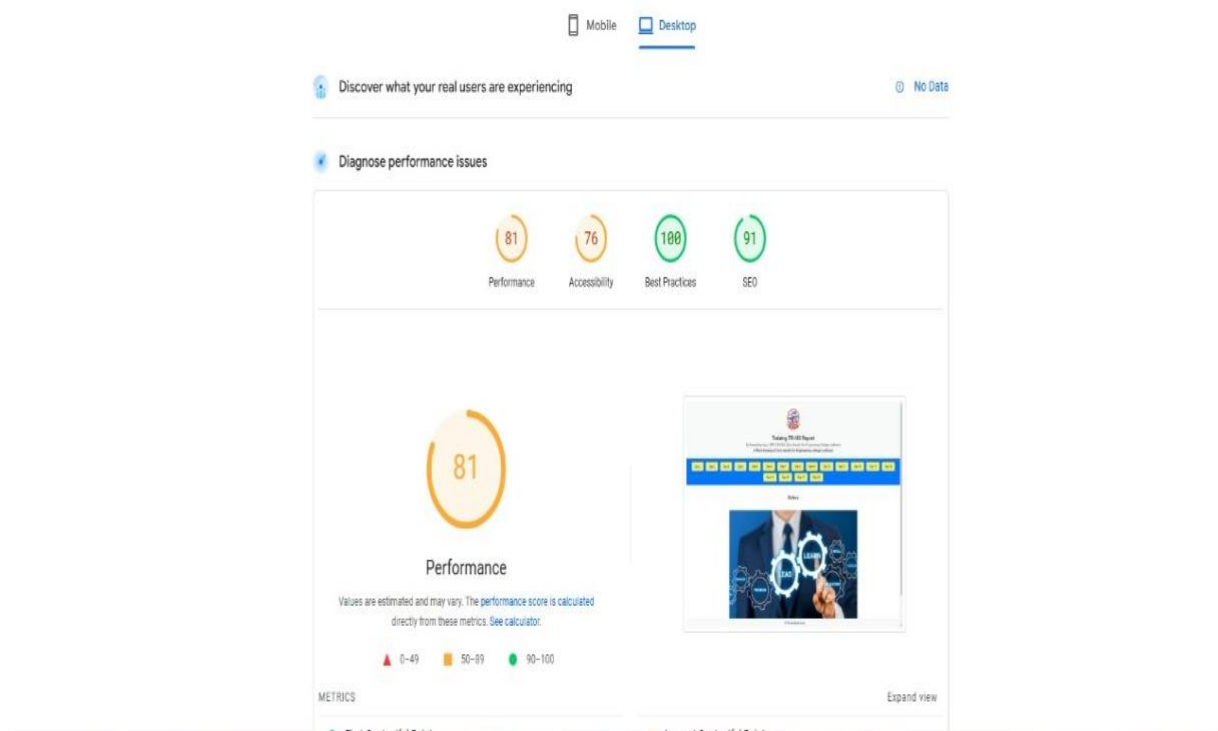 Mobile Desktop
Discover what your real users are experiencing No Data
Diagnose performance issues
81 76 100 91
Performance Accessibility Best Practices SEO
81
Performance
Values are estimated and may vary. The performance score is calculated
directly from these metrics. See calculator.
0–49 50–89 90–100
METRICS Expand view
LEAD
LEARN